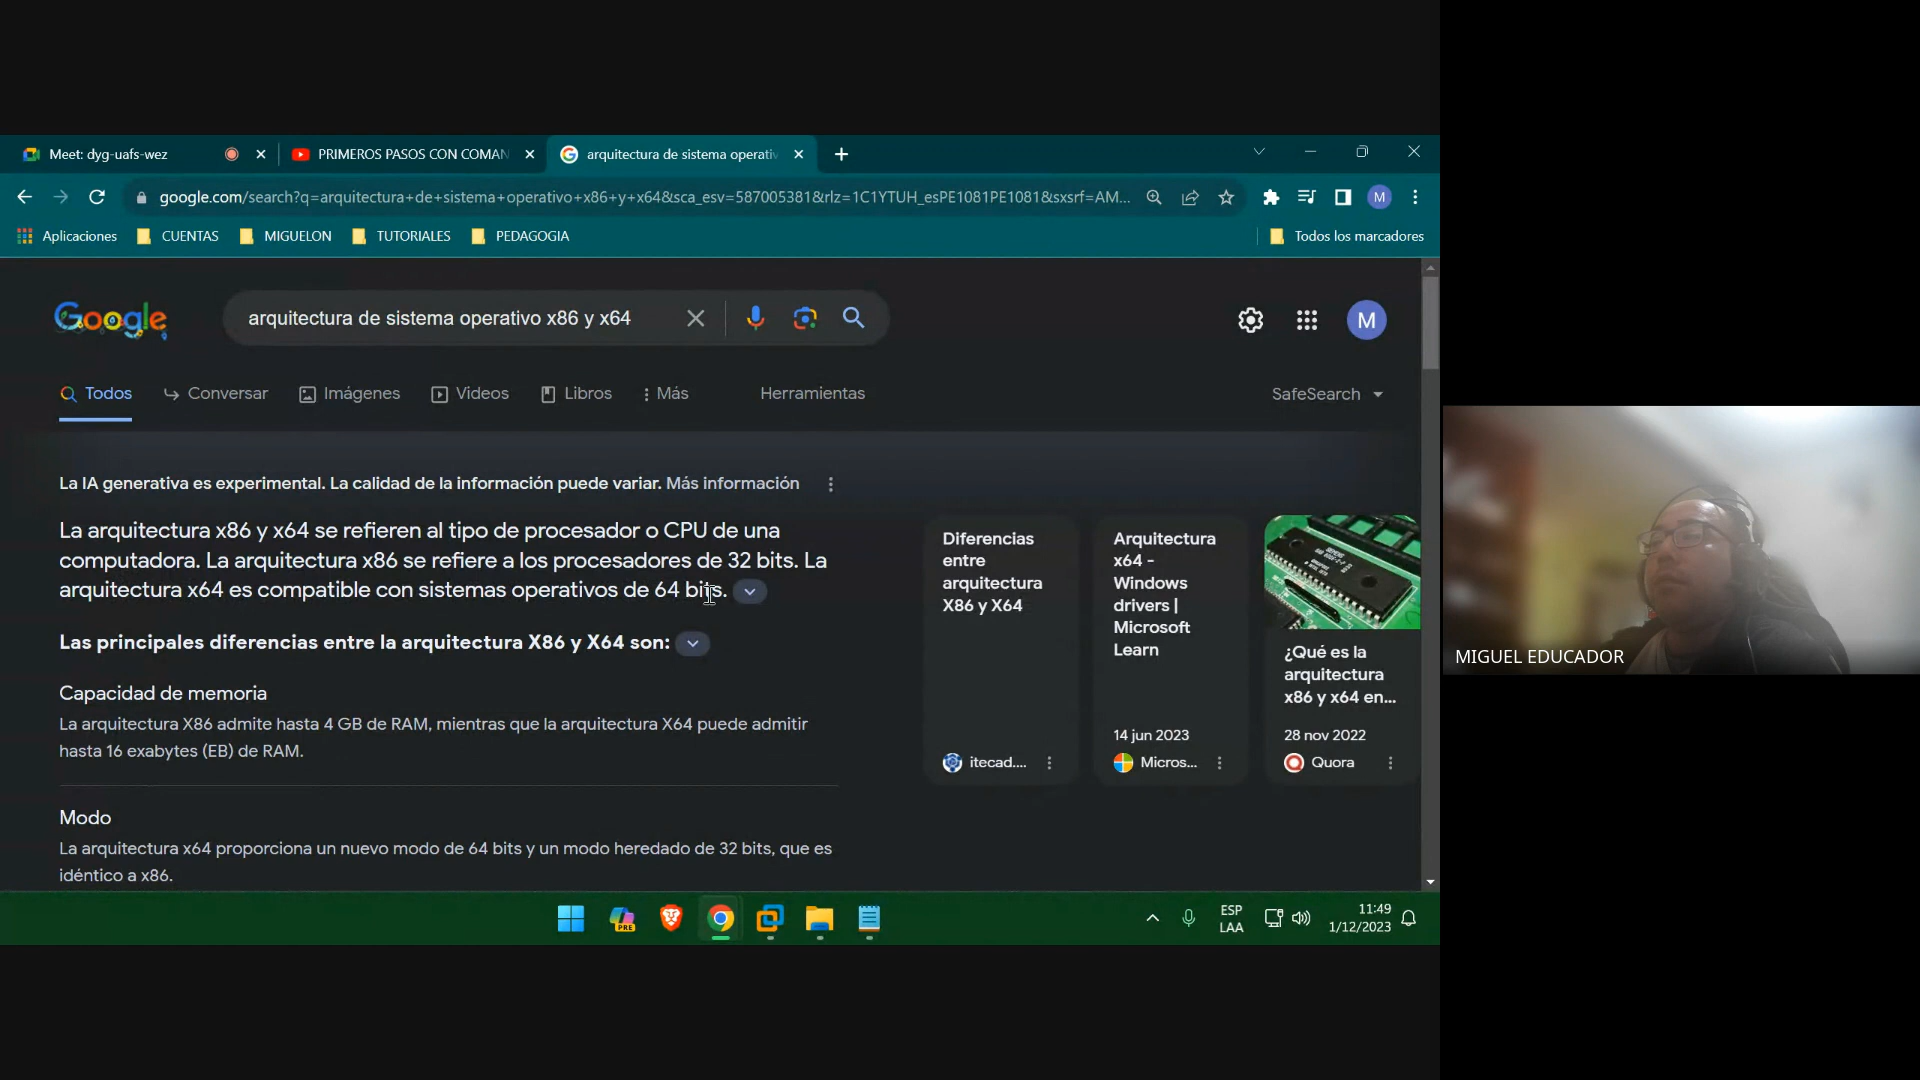 Meet: dyg-uafs-wez
PRIMEROS PASOS CON COMAN
arquitectura de sistema operativ
google.com/search?q=arquitectura+de+sistema+operativo+x86+y+x64&sca_esv=587005381&rlz=1C1YTUH_esPE1081PE1081&sxsrf=AM...
M
Aplicaciones
CUENTAS
MIGUELON
TUTORIALES
PEDAGOGIA
Todos los marcadores
Google
arquitectura de sistema operativo x86 y x64
M
Todos
Conversar
Imágenes
Videos
Libros
Más
Herramientas
SafeSearch
La IA generativa es experimental. La calidad de la información puede variar. Más información
La arquitectura x86 y x64 se refieren al tipo de procesador o CPU de una
computadora. La arquitectura x86 se refiere a los procesadores de 32 bits. La
arquitectura x64 es compatible con sistemas operativos de 64 bits.
Las principales diferencias entre la arquitectura X86 y X64 son:
Capacidad de memoria
La arquitectura X86 admite hasta 4 GB de RAM, mientras que la arquitectura X64 puede admitir
hasta 16 exabytes (EB) de RAM.
Modo
La arquitectura x64 proporciona un nuevo modo de 64 bits y un modo heredado de 32 bits, que es
idéntico a x86.
Diferencias
entre
arquitectura
X86 y X64
itecad....
Arquitectura
x64 -
Windows
drivers |
Microsoft
Learn
14 jun 2023
Micros...
¿Qué es la
arquitectura
x86 y x64 en...
28 nov 2022
Quora
MIGUEL EDUCADOR
PRE
ESP
LAA
11:49
1/12/2023